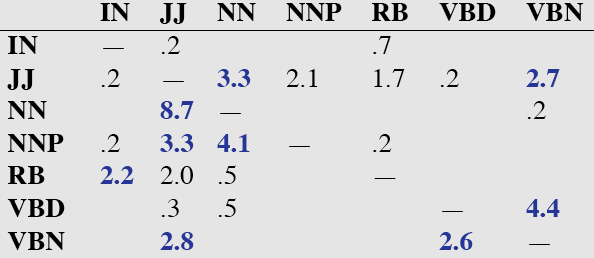 IN JJ NN NNP RB VBD VBN
IN — .2 .7
JJ .2 — 3.3 2.1 1.7 .2 2.7
NN 8.7 — .2
NNP .2 3.3 4.1 — .2
RB 2.2 2.0 .5 —
VBD .3 .5 — 4.4
VBN 2.8 2.6 —